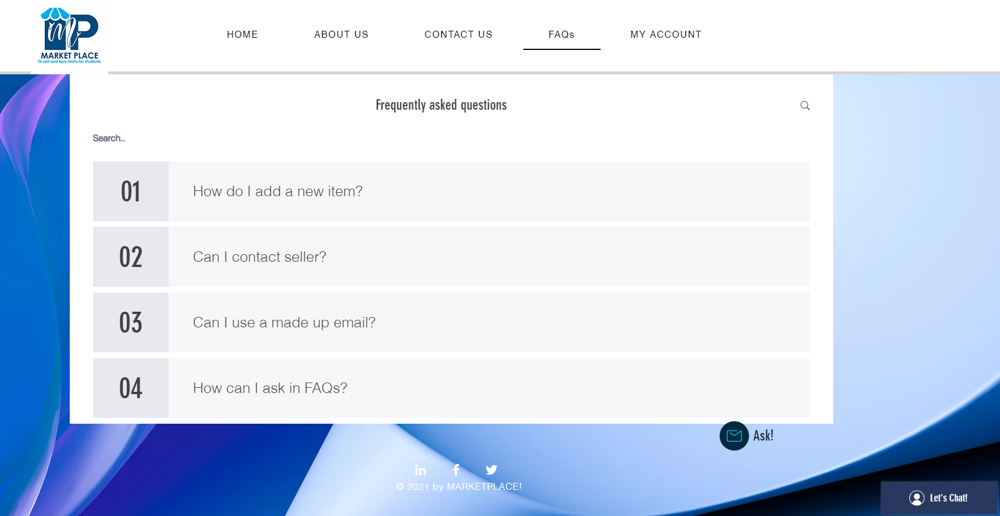 mP
MARKET PLACE
to sell and bye items for students
HOME
ABOUT US
CONTACT US
FAQs
MY ACCOUNT
Frequently asked questions
Search..
01
How do I add a new item?
02
Can I contact seller?
03
Can I use a made up email?
04
How can I ask in FAQs?
Ask!
in
© 2021 by MARKETPLACE!
Let's Chat!